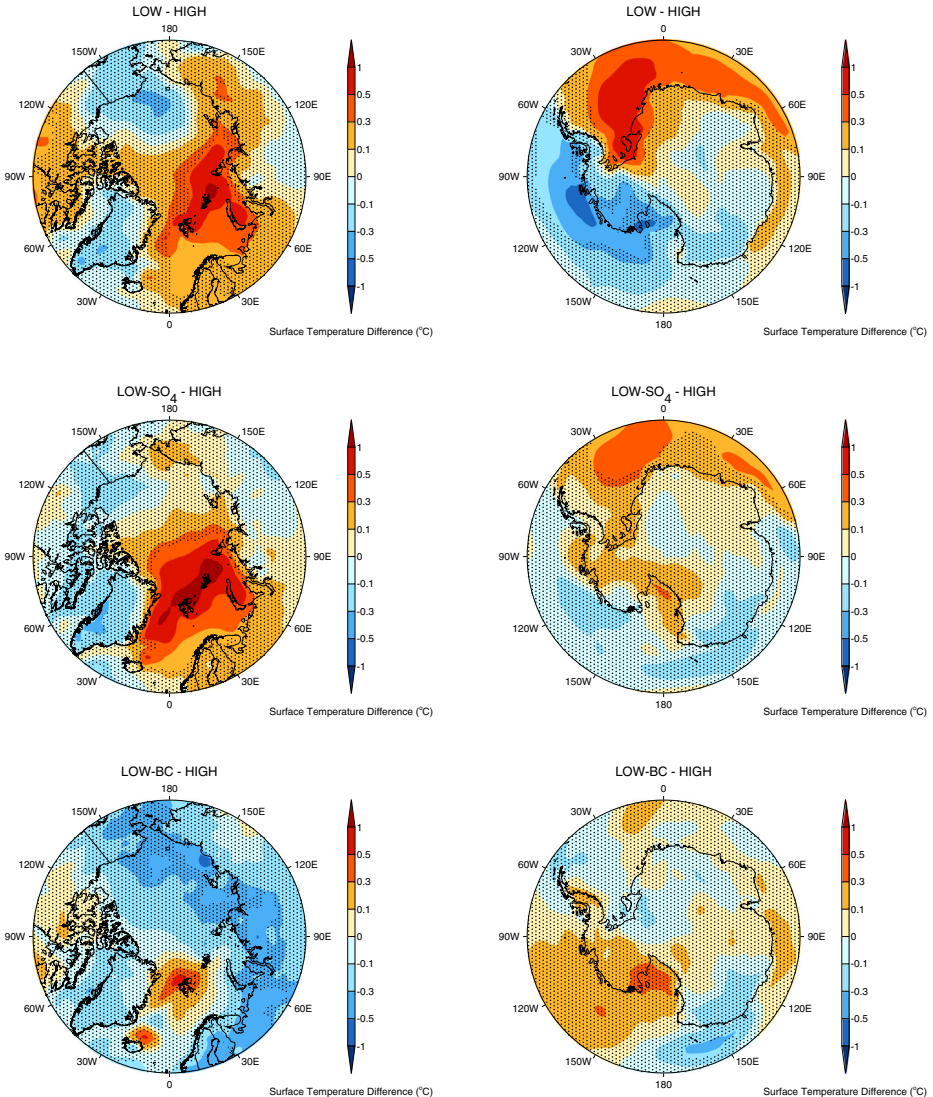 LOW - HIGH
180
150W
150E
120W
120E
90W
90E
60W
60E
30W
30E
0
1
0.5
0.3
0.1
0
-0.1
-0.3
-0.5
-1
Surface Temperature Difference (°C)
LOW - HIGH
0
30W
30E
60W
60E
90W
90E
120W
120E
150W
150E
180
1
0.5
0.3
0.1
0
-0.1
-0.3
-0.5
-1
Surface Temperature Difference (°C)
LOW-SO4 - HIGH
180
150W
150E
120W
120E
90W
90E
60W
60E
30W
30E
0
1
0.5
0.3
0.1
0
-0.1
-0.3
-0.5
-1
Surface Temperature Difference (°C)
LOW-SO4 - HIGH
0
30W
30E
60W
60E
90W
90E
120W
120E
150W
150E
180
1
0.5
0.3
0.1
0
-0.1
-0.3
-0.5
-1
Surface Temperature Difference (°C)
LOW-BC - HIGH
180
150W
150E
120W
120E
90W
90E
60W
60E
30W
30E
0
1
0.5
0.3
0.1
0
-0.1
-0.3
-0.5
-1
Surface Temperature Difference (°C)
LOW-BC - HIGH
0
30W
30E
60W
60E
90W
90E
120W
120E
150W
150E
180
1
0.5
0.3
0.1
0
-0.1
-0.3
-0.5
-1
Surface Temperature Difference (°C)